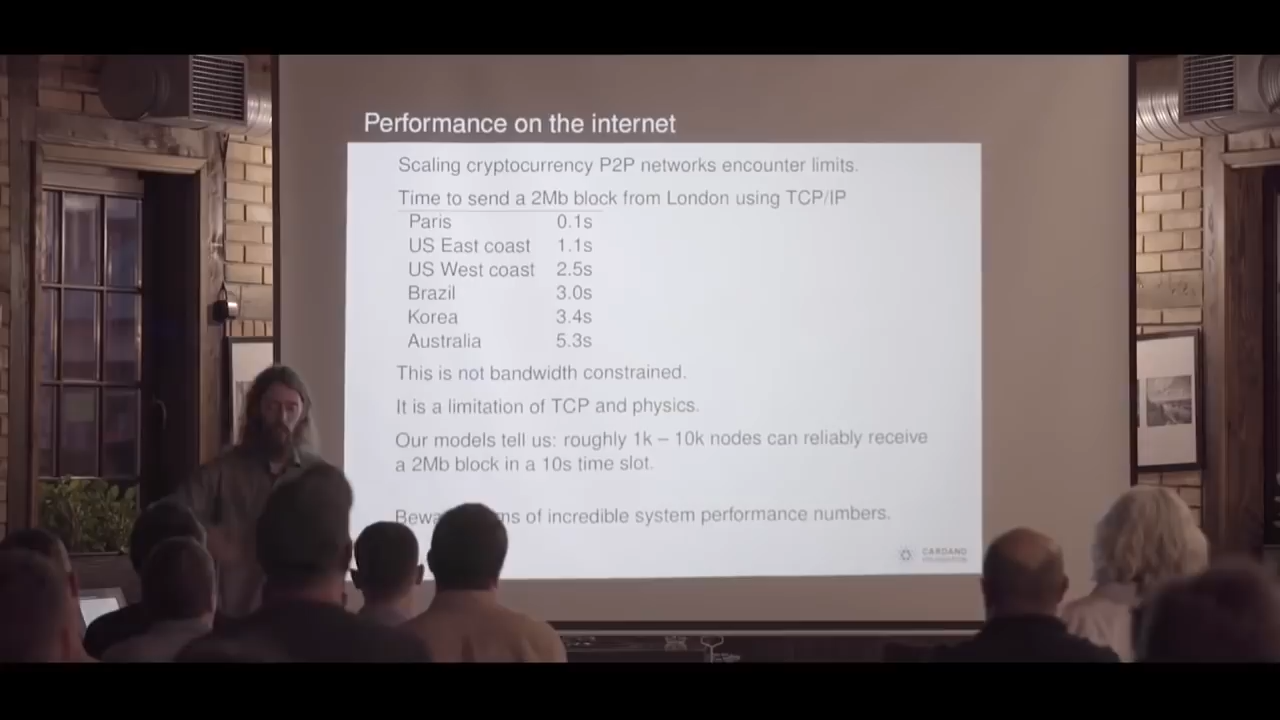 Performance on the internet
Scaling cryptocurrency P2P networks encounter limits.
Time to send a 2Mb block from London using TCP/IP
Paris 0.1s
US East coast 1.1s
US West coast 2.5s
Brazil 3.0s
Korea 3.4s
Australia 5.3s
This is not bandwidth constrained.
It is a limitation of TCP and physics.
Our models tell us: roughly 1k – 10k nodes can reliably receive
a 2Mb block in a 10s time slot.
of incredible system performance numbers.
CARDANO
FOUNDATION